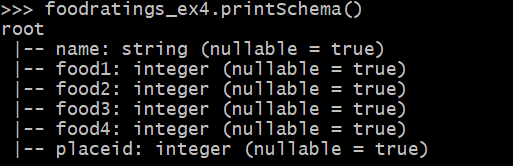 >>> foodratings_ex4.printSchema()
root
 |-- name: string (nullable = true)
 |-- food1: integer (nullable = true)
 |-- food2: integer (nullable = true)
 |-- food3: integer (nullable = true)
 |-- food4: integer (nullable = true)
 |-- placeid: integer (nullable = true)